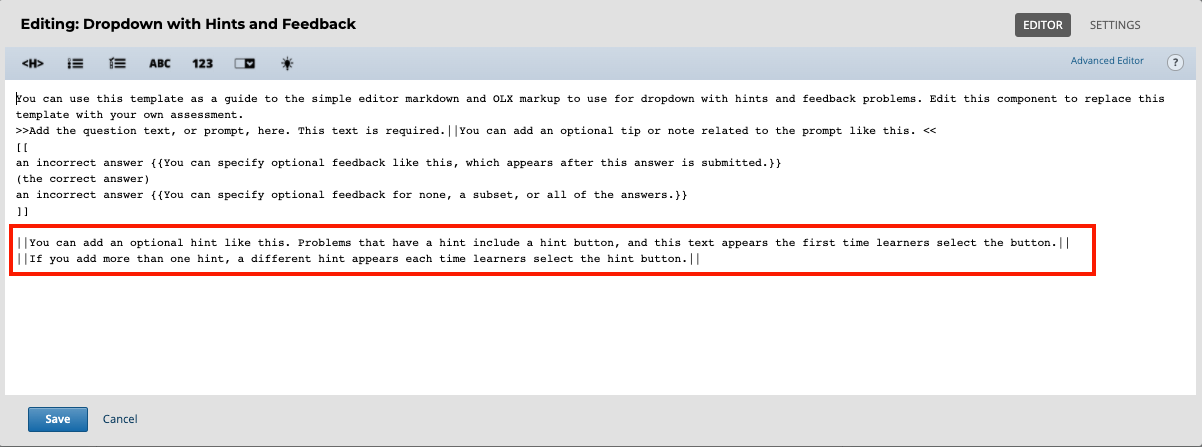 Editing: Dropdown with Hints and Feedback
EDITOR
SETTINGS
<H>
ABC
123
Advanced Editor
?
You can use this template as a guide to the simple editor markdown and OLX markup to use for dropdown with hints and feedback problems. Edit this component to replace this
template with your own assessment.
>>Add the question text, or prompt, here. This text is required.||You can add an optional tip or note related to the prompt like this. <<
[[
an incorrect answer {{You can specify optional feedback like this, which appears after this answer is submitted.}}
(the correct answer)
an incorrect answer {{You can specify optional feedback for none, a subset, or all of the answers.}}
]]
||You can add an optional hint like this. Problems that have a hint include a hint button, and this text appears the first time learners select the button.||
||If you add more than one hint, a different hint appears each time learners select the hint button.||
Save
Cancel